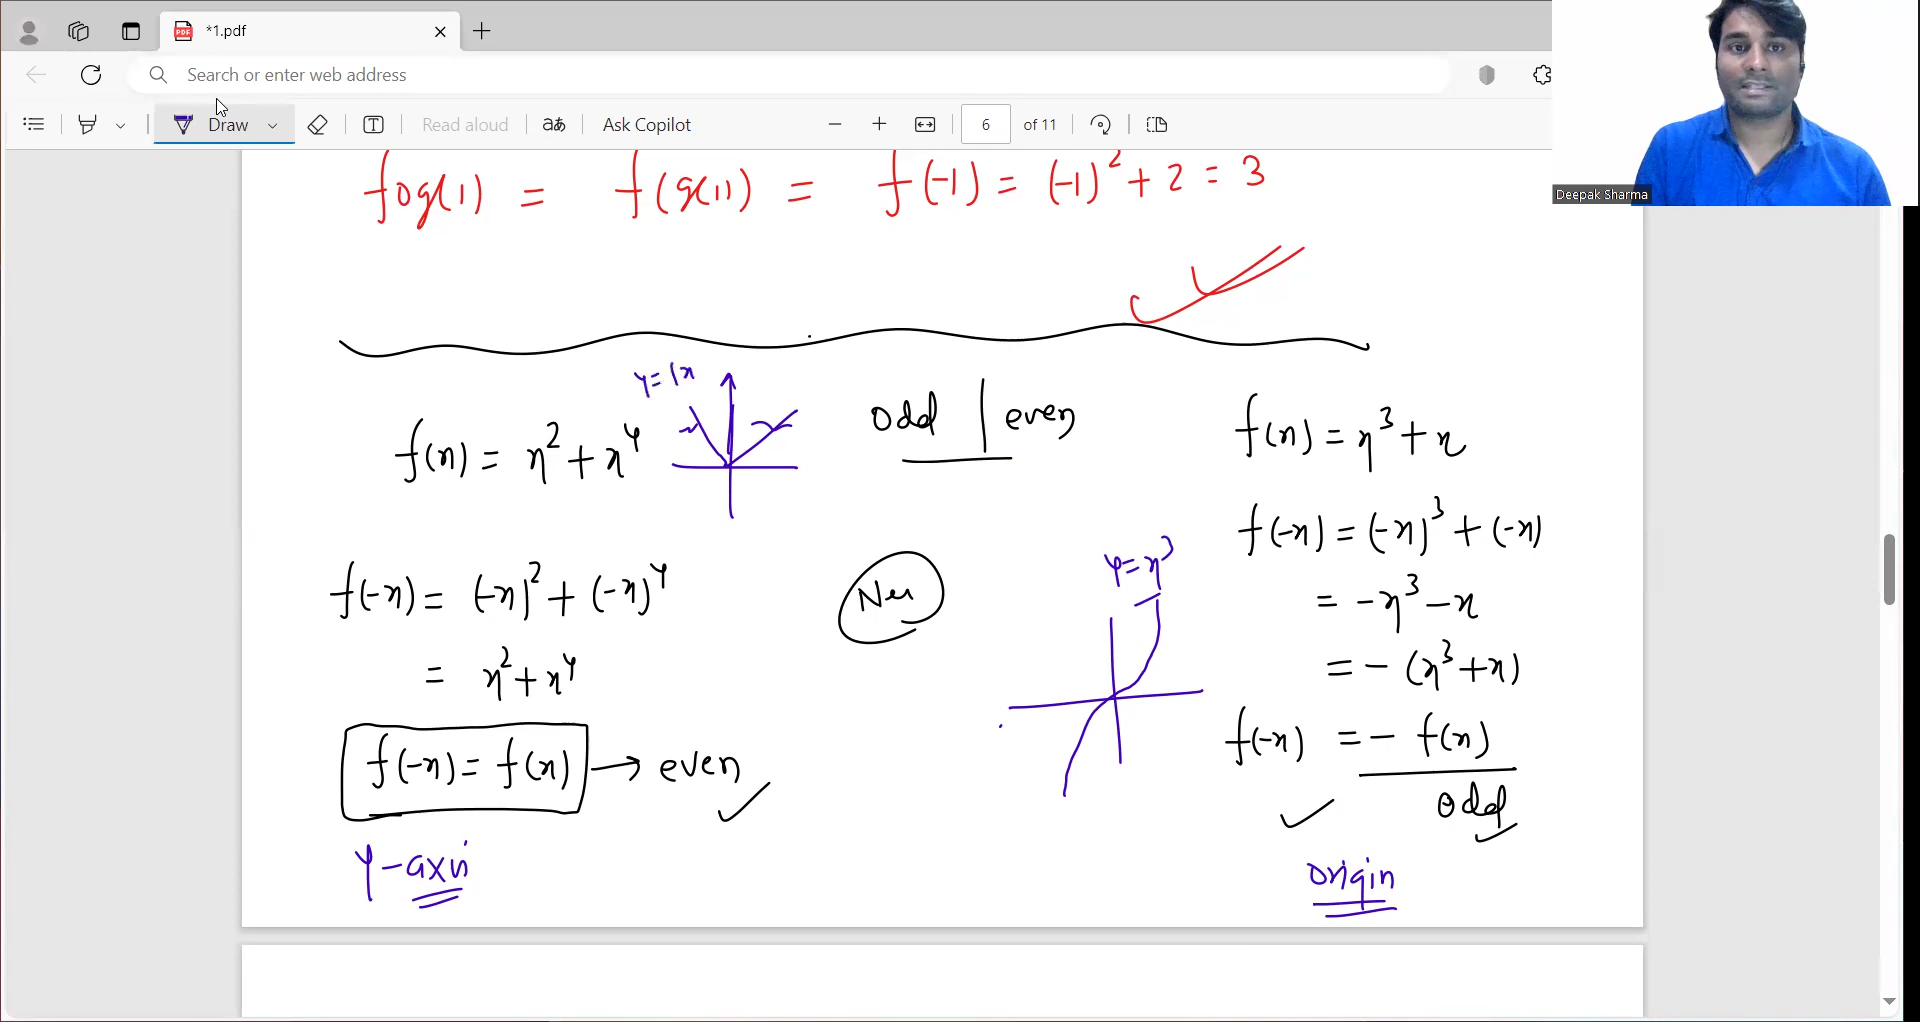 *1.pdf
Search or enter web address
Draw
Read aloud
aあ
Ask Copilot
6 of 11
Deepak Sharma
fog(1) = f(g(1)) = f(-1) = (-1)² + 2 = 3
odd | even
f(x) = x² + x⁴
f(-x) = (-x)² + (-x)⁴
= x² + x⁴
f(-x) = f(x) → even
Y-axis
y = x³
f(x) = x³ + x
f(-x) = (-x)³ + (-x)
= -x³ - x
= -(x³ + x)
f(-x) = - f(x)
odd
origin